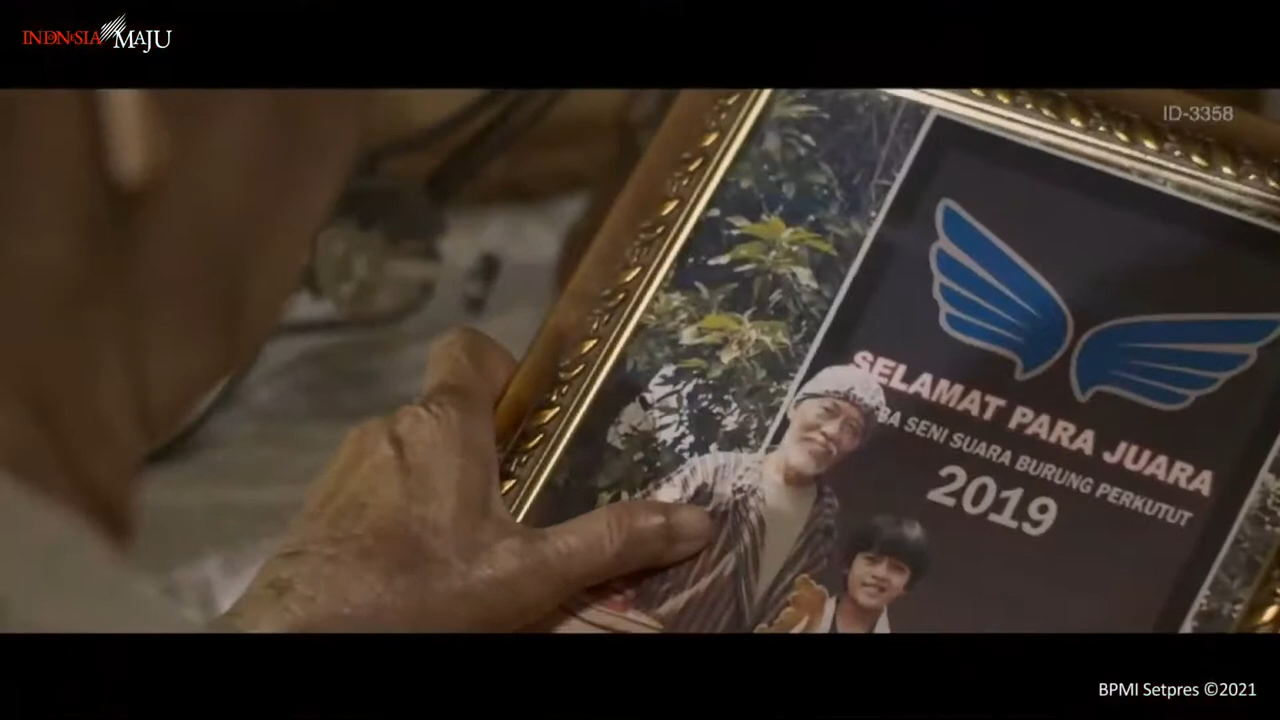 INDONESIA MAJU
ID-3358
SELAMAT PARA JUARA
BA SENI SUARA BURUNG PERKUTUT
2019
BPMI Setpres ©2021